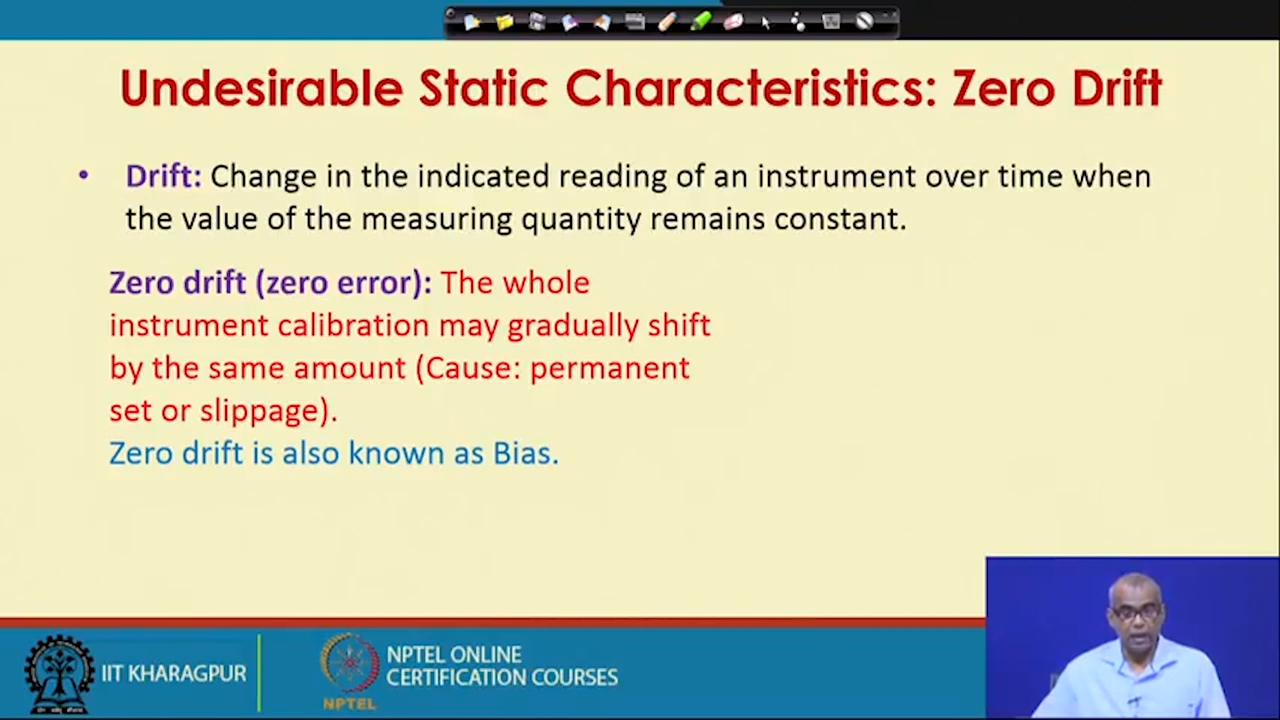 Undesirable Static Characteristics: Zero Drift
• Drift: Change in the indicated reading of an instrument over time when
the value of the measuring quantity remains constant.
Zero drift (zero error): The whole
instrument calibration may gradually shift
by the same amount (Cause: permanent
set or slippage).
Zero drift is also known as Bias.
IIT KHARAGPUR
NPTEL
NPTEL ONLINE
CERTIFICATION COURSES